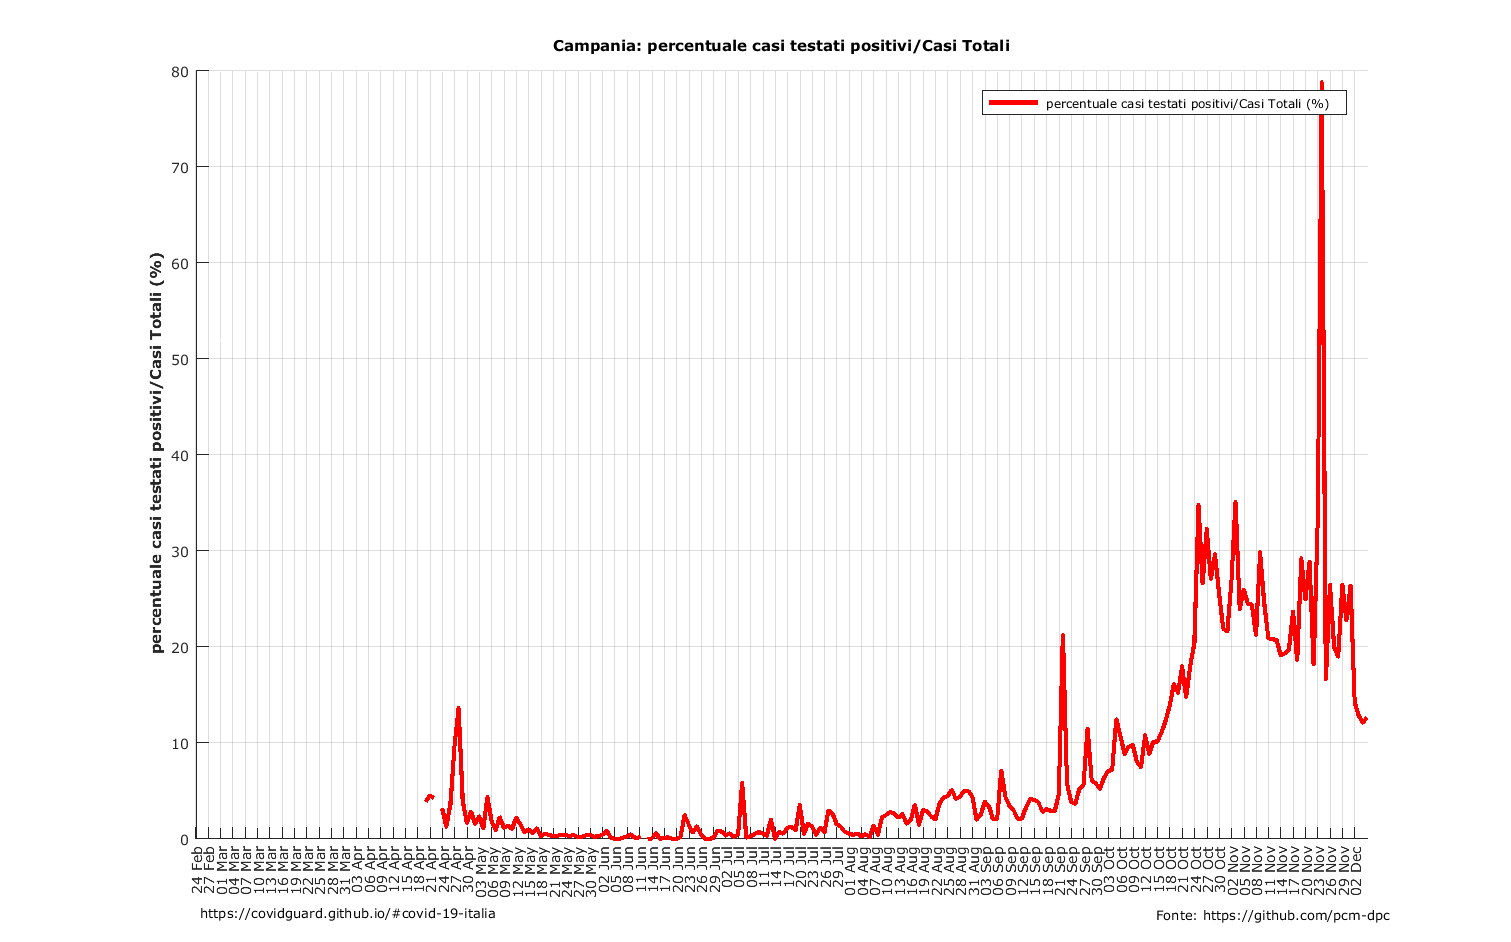 Campania: percentuale casi testati positivi/Casi Totali
percentuale casi testati positivi/Casi Totali (%)
percentuale casi testati positivi/Casi Totali (%)
80
70
60
50
40
30
20
10
0
24 Feb
27 Feb
01 Mar
04 Mar
07 Mar
10 Mar
13 Mar
16 Mar
19 Mar
22 Mar
25 Mar
28 Mar
31 Mar
03 Apr
06 Apr
09 Apr
12 Apr
15 Apr
18 Apr
21 Apr
24 Apr
27 Apr
30 Apr
03 May
06 May
09 May
12 May
15 May
18 May
21 May
24 May
27 May
30 May
02 Jun
05 Jun
08 Jun
11 Jun
14 Jun
17 Jun
20 Jun
23 Jun
26 Jun
29 Jun
02 Jul
05 Jul
08 Jul
11 Jul
14 Jul
17 Jul
20 Jul
23 Jul
26 Jul
29 Jul
01 Aug
04 Aug
07 Aug
10 Aug
13 Aug
16 Aug
19 Aug
22 Aug
25 Aug
28 Aug
31 Aug
03 Sep
06 Sep
09 Sep
12 Sep
15 Sep
18 Sep
21 Sep
24 Sep
27 Sep
30 Sep
03 Oct
06 Oct
09 Oct
12 Oct
15 Oct
18 Oct
21 Oct
24 Oct
27 Oct
30 Oct
02 Nov
05 Nov
08 Nov
11 Nov
14 Nov
17 Nov
20 Nov
23 Nov
26 Nov
29 Nov
02 Dec
https://covidguard.github.io/#covid-19-italia
Fonte: https://github.com/pcm-dpc